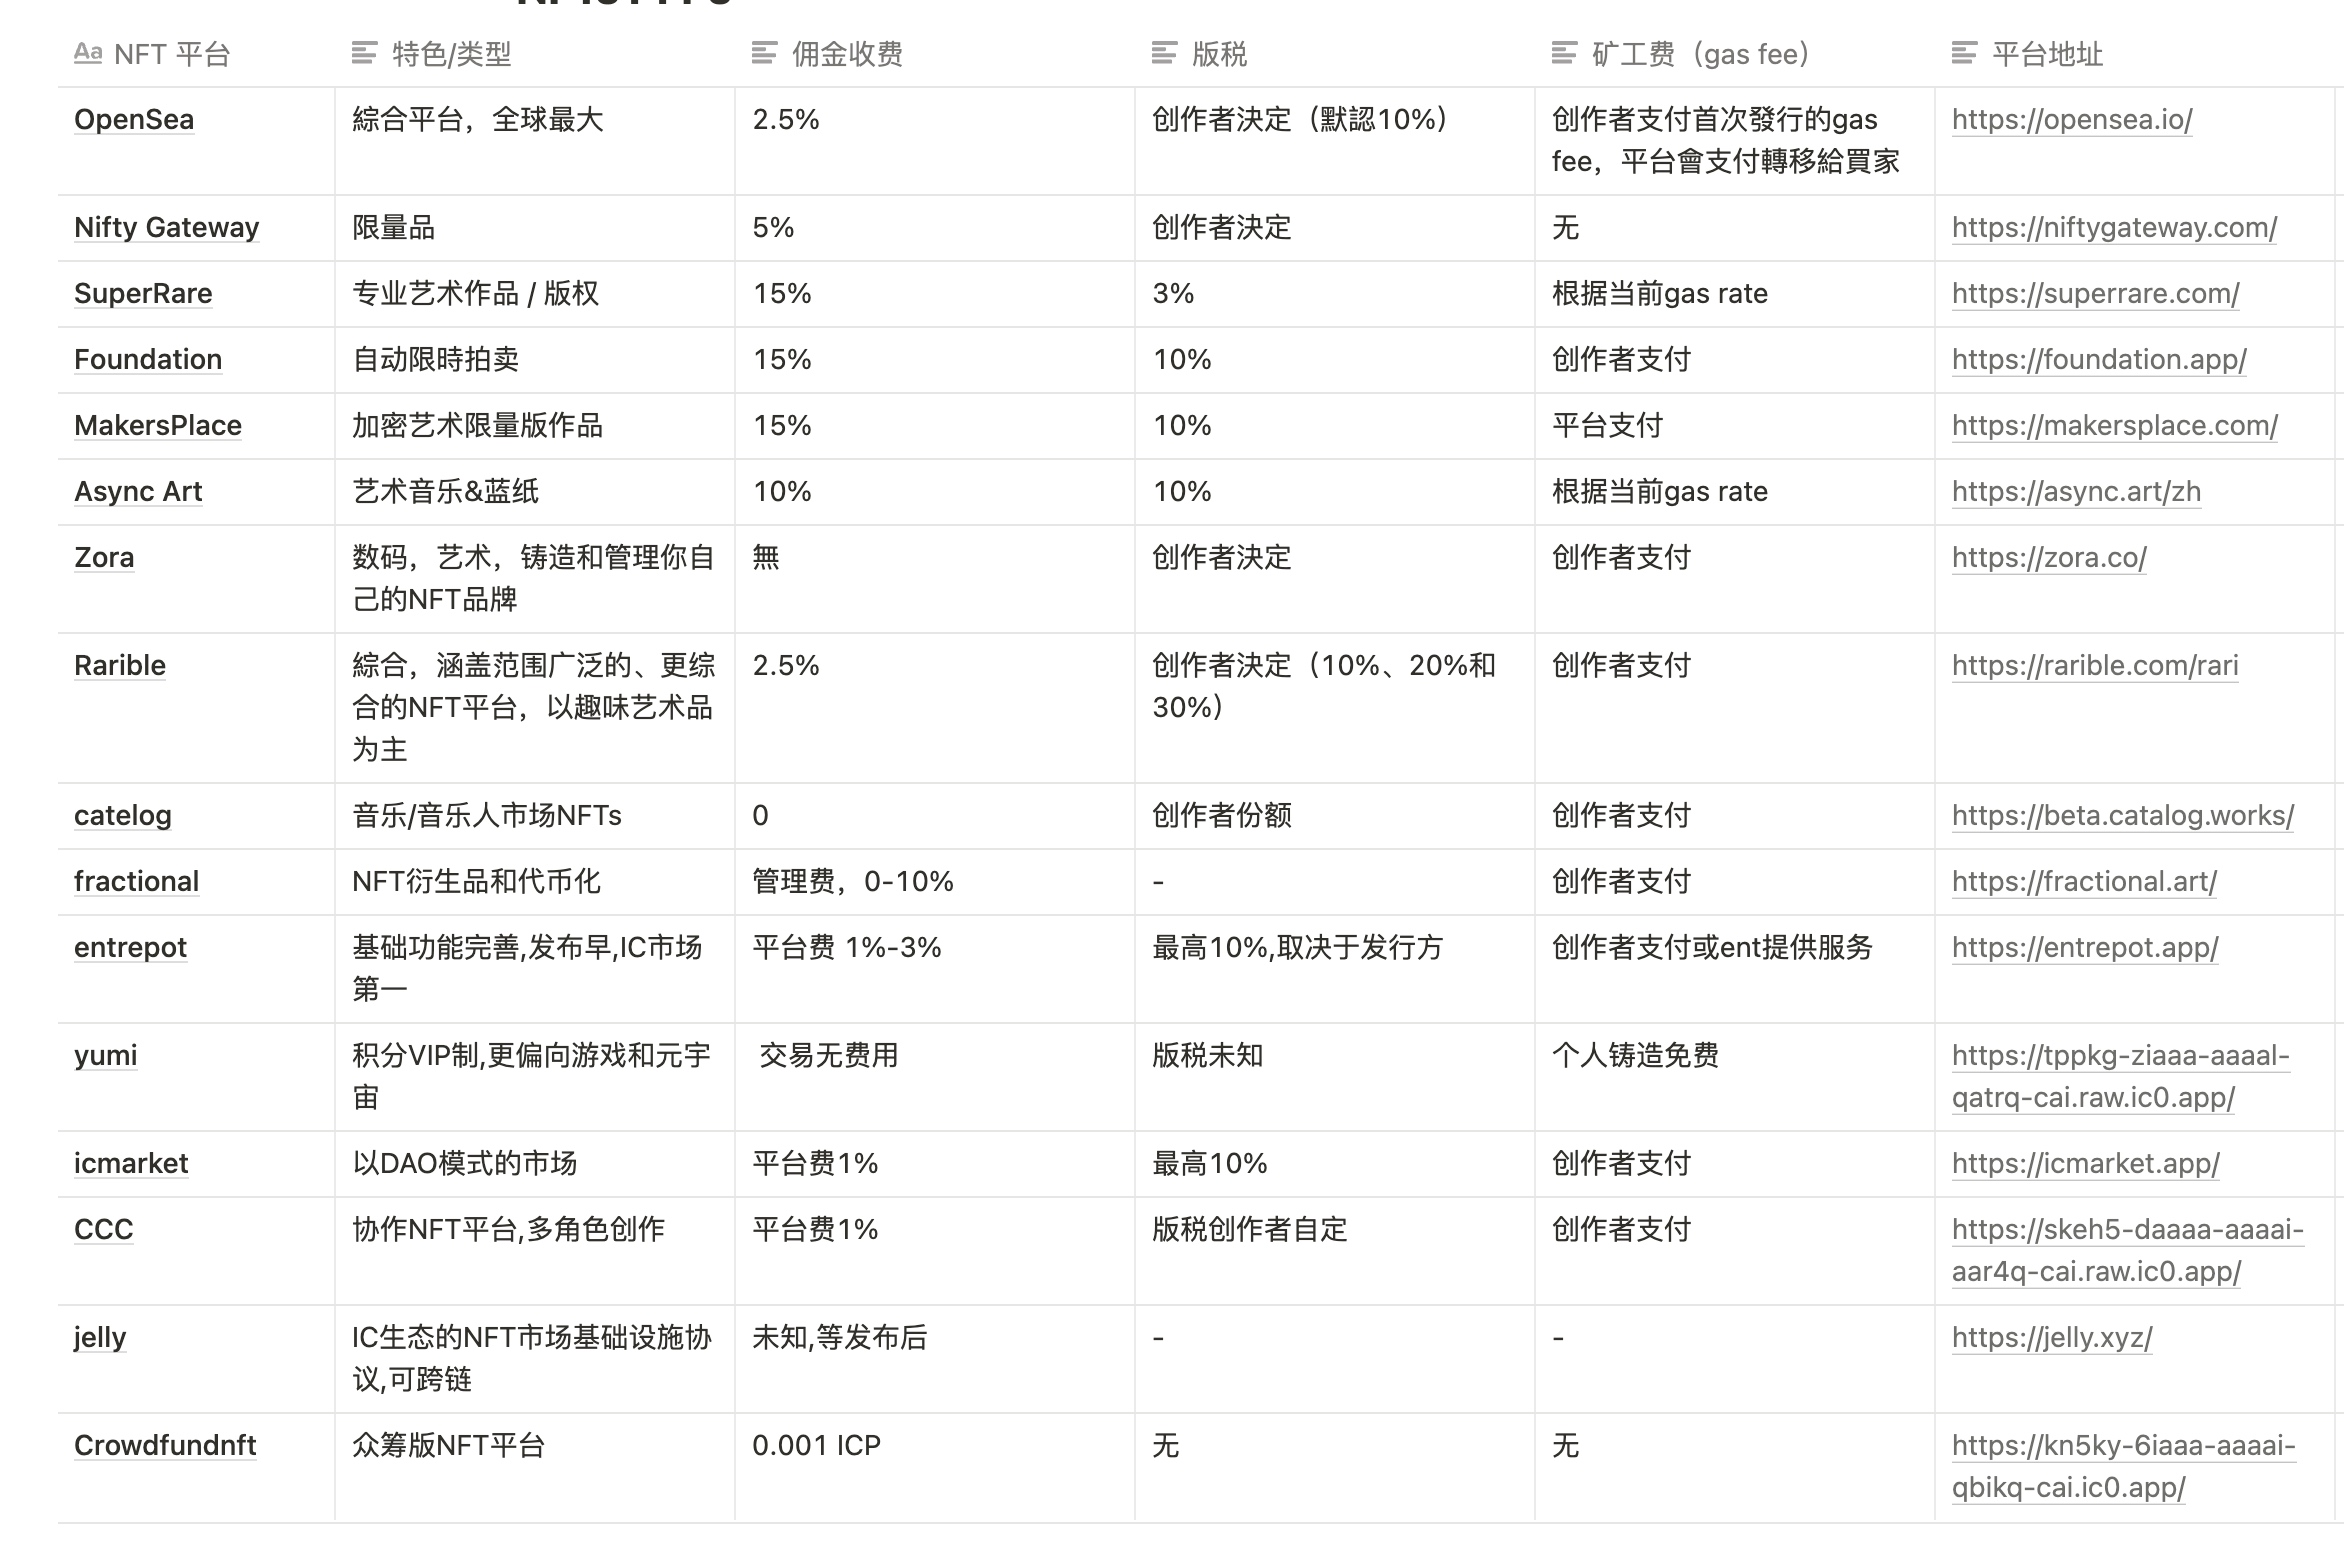 NFT 平台 特色/类型 佣金收费 版税 矿工费（gas fee） 平台地址
OpenSea 綜合平台，全球最大 2.5% 创作者決定（默認10%） 创作者支付首次發行的gas https://opensea.io/
fee，平台會支付轉移給買家
Nifty Gateway 限量品 5% 创作者決定 无 https://niftygateway.com/
SuperRare 专业艺术作品 / 版权 15% 3% 根据当前gas rate https://superrare.com/
Foundation 自动限時拍卖 15% 10% 创作者支付 https://foundation.app/
MakersPlace 加密艺术限量版作品 15% 10% 平台支付 https://makersplace.com/
Async Art 艺术音乐&蓝纸 10% 10% 根据当前gas rate https://async.art/zh
Zora 数码，艺术，铸造和管理你自 無 创作者決定 创作者支付 https://zora.co/
己的NFT品牌
Rarible 綜合，涵盖范围广泛的、更综 2.5% 创作者決定（10%、20%和 创作者支付 https://rarible.com/rari
合的NFT平台，以趣味艺术品 30%）
为主
catelog 音乐/音乐人市场NFTs 0 创作者份额 创作者支付 https://beta.catalog.works/
fractional NFT衍生品和代币化 管理费，0-10% - 创作者支付 https://fractional.art/
entrepot 基础功能完善,发布早,IC市场 平台费 1%-3% 最高10%,取决于发行方 创作者支付或ent提供服务 https://entrepot.app/
第一
yumi 积分VIP制,更偏向游戏和元宇 交易无费用 版税未知 个人铸造免费 https://tppkg-ziaaa-aaaal-
宙 qatrq-cai.raw.ic0.app/
icmarket 以DAO模式的市场 平台费1% 最高10% 创作者支付 https://icmarket.app/
CCC 协作NFT平台,多角色创作 平台费1% 版税创作者自定 创作者支付 https://skeh5-daaaa-aaaai-
aar4q-cai.raw.ic0.app/
jelly IC生态的NFT市场基础设施协 未知,等发布后 - - https://jelly.xyz/
议,可跨链
Crowdfundnft 众筹版NFT平台 0.001 ICP 无 无 https://kn5ky-6iaaa-aaaai-
qbikq-cai.ic0.app/